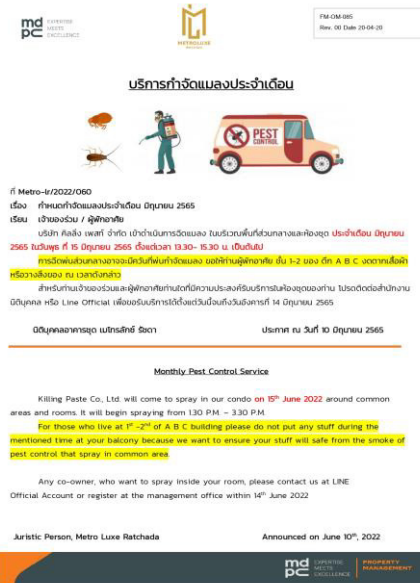 mdpc EXPERTISE MEETS EXCELLENCE
METROLUXE
RATCHADA
FM-OM-085
Rev. 00 Date 20-04-20
บริการกำจัดแมลงประจำเดือน
PEST CONTROL
ที่ Metro-lr/2022/060
เรื่อง กำหนดกำจัดแมลงประจำเดือน มิถุนายน 2565
เรียน เจ้าของร่วม / ผู้พักอาศัย
บริษัท คิลลิ่ง เพสท์ จำกัด เข้าดำเนินการฉีดแมลง ในบริเวณพื้นที่ส่วนกลางและห้องชุด ประจำเดือน มิถุนายน
2565 ในวันพุธ ที่ 15 มิถุนายน 2565 ตั้งแต่เวลา 13.30- 15.30 น. เป็นต้นไป
การฉีดพ่นส่วนกลางอาจจะมีควันที่พ่นกำจัดแมลง ขอให้ท่านผู้พักอาศัย ชั้น 1-2 ของ ตึก A B C งดตากเสื้อผ้า
หรือวางสิ่งของ ณ เวลาดังกล่าว
สำหรับท่านเจ้าของร่วมและผู้พักอาศัยท่านใดที่มีความประสงค์รับบริการในห้องชุดของท่าน โปรดติดต่อสำนักงาน
นิติบุคคล หรือ Line Official เพื่อขอรับบริการได้ตั้งแต่วันนี้จนถึงวันอังคารที่ 14 มิถุนายน 2565
นิติบุคคลอาคารชุด เมโทรลักซ์ รัชดา ประกาศ ณ วันที่ 10 มิถุนายน 2565
Monthly Pest Control Service
Killing Paste Co., Ltd. will come to spray in our condo on 15th June 2022 around common
areas and rooms. It will begin spraying from 1.30 P.M. – 3.30 P.M.
For those who live at 1st -2nd of A B C building please do not put any stuff during the
mentioned time at your balcony because we want to ensure your stuff will safe from the smoke of
pest control that spray in common area.
Any co-owner, who want to spray inside your room, please contact us at LINE
Official Account or register at the management office within 14th June 2022
Juristic Person, Metro Luxe Ratchada Announced on June 10th, 2022
mdpc EXPERTISE MEETS EXCELLENCE PROPERTY MANAGEMENT